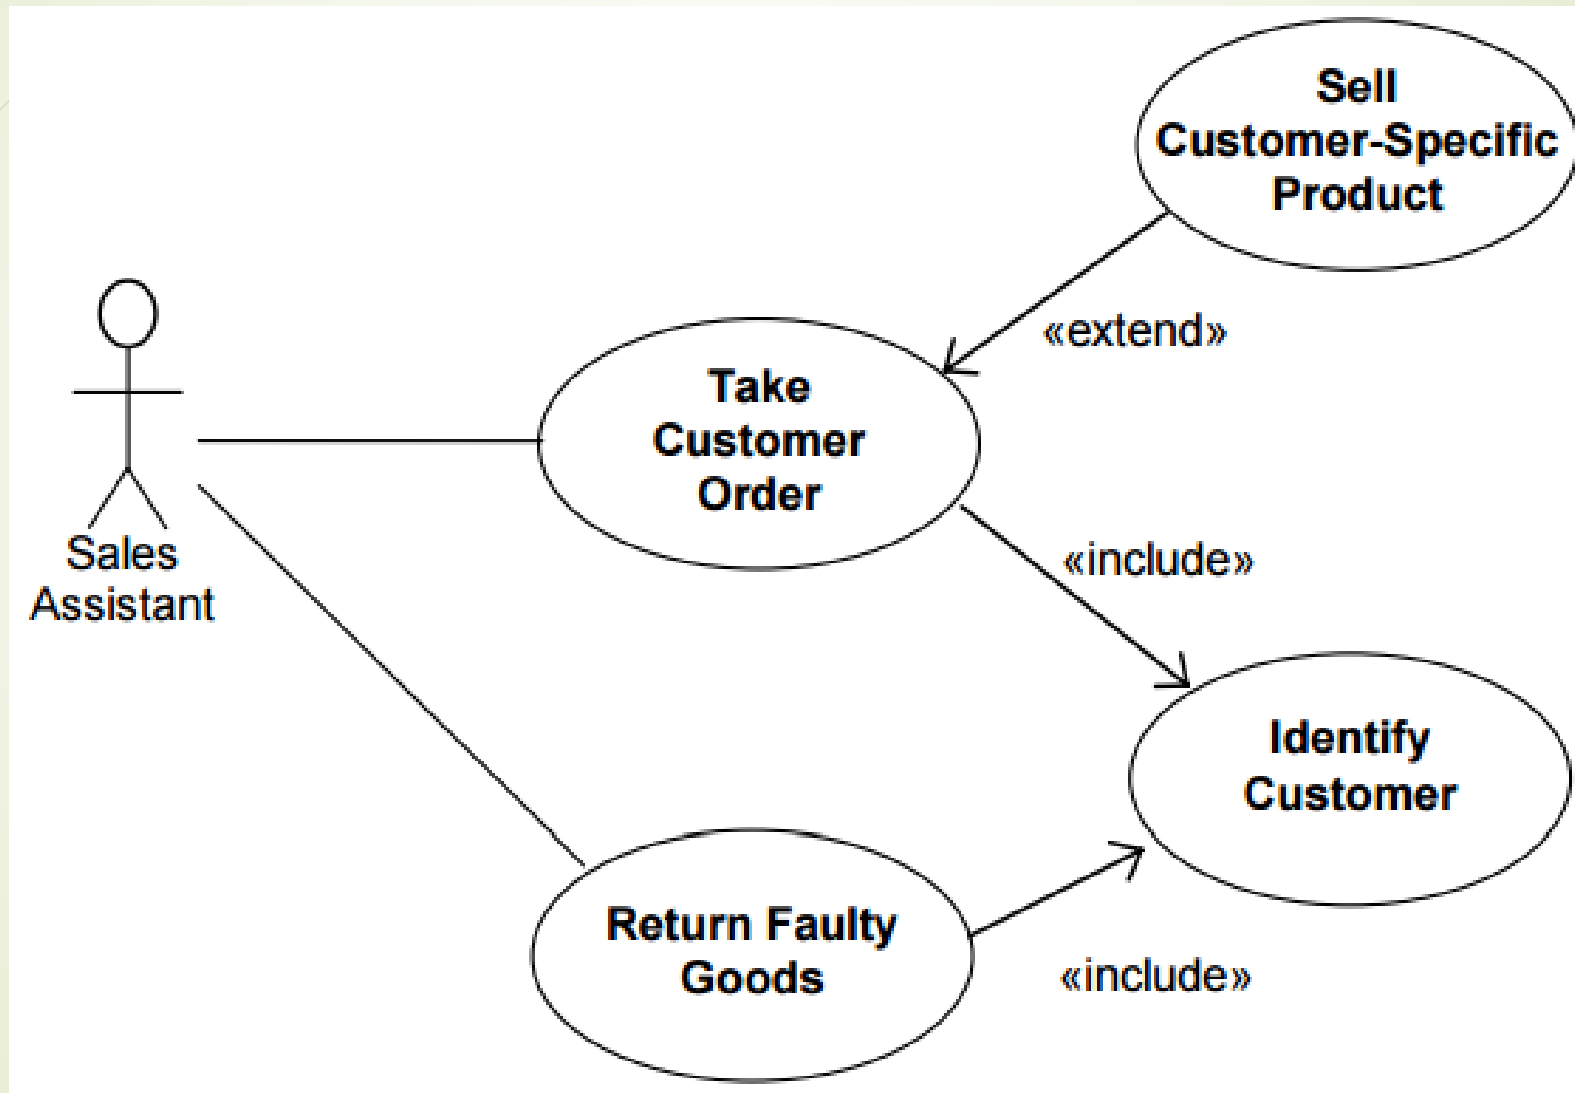 Sell
Customer-Specific
Product
«extend»
Take
Customer
Order
Sales
Assistant
«include»
Identify
Customer
Return Faulty
Goods
«include»